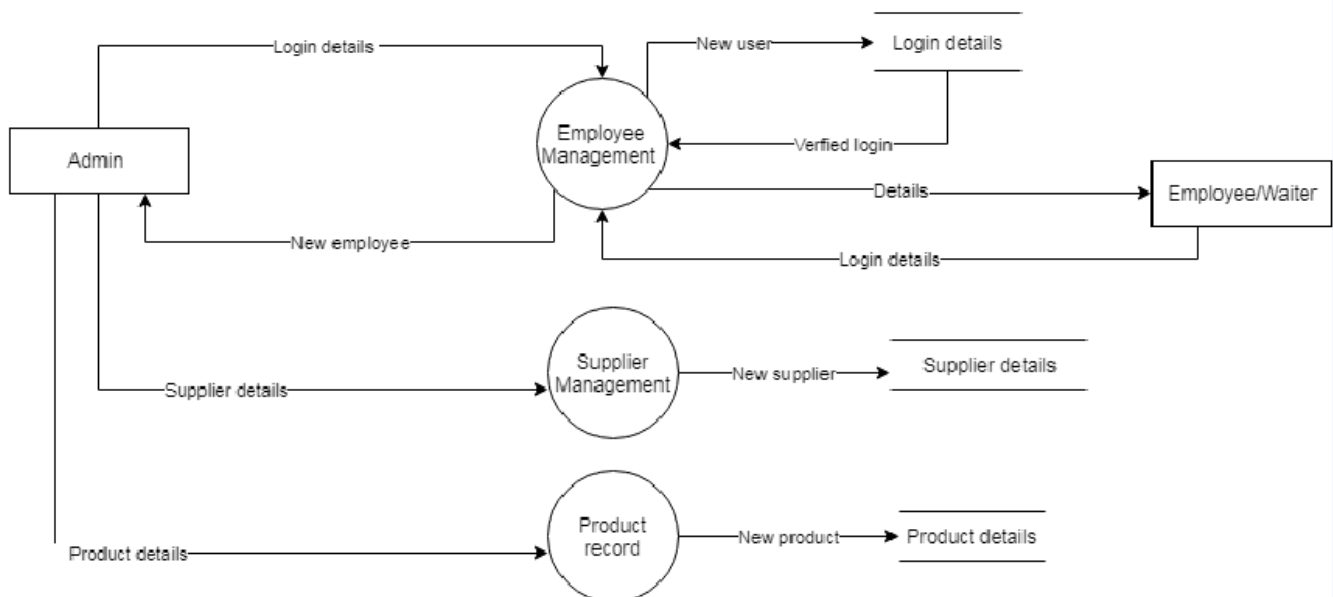 Login details
New user
Login details
Employee
Management
Verfied login
Admin
Details
Employee/Waiter
New employee
Login details
Supplier
Management
New supplier
Supplier details
Supplier details
Product
record
New product
Product details
Product details